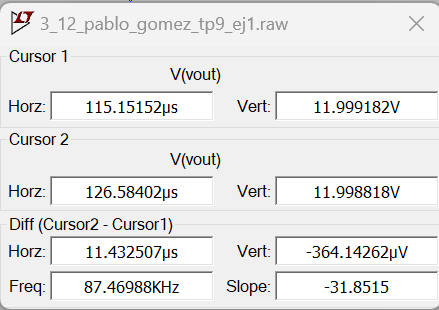 3_12_pablo_gomez_tp9_ej1.raw
Cursor 1
V(vout)
Horz: 115.15152µs Vert: 11.999182V
Cursor 2
V(vout)
Horz: 126.58402µs Vert: 11.998818V
Diff (Cursor2 - Cursor1)
Horz: 11.432507µs Vert: -364.14262µV
Freq: 87.46988KHz Slope: -31.8515